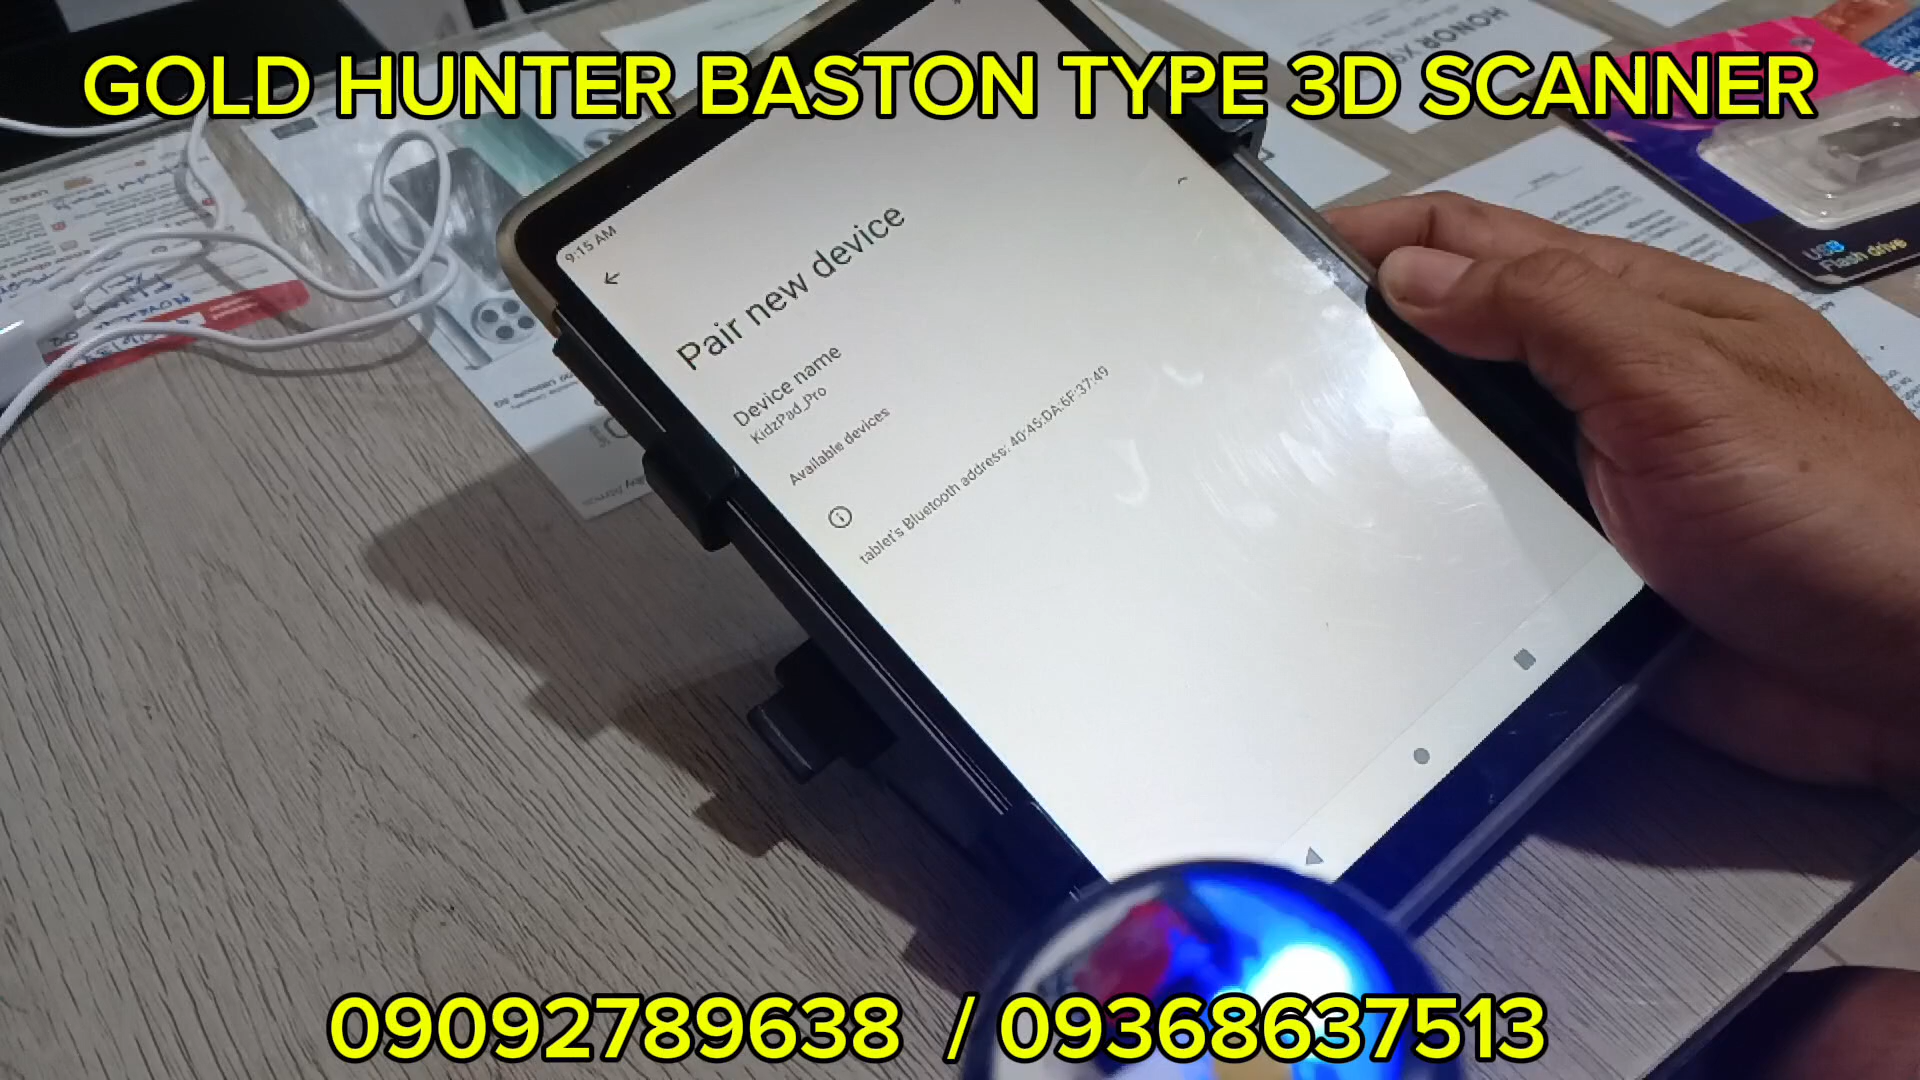 GOLD HUNTER BASTON TYPE 3D SCANNER
HONOR
9:15 AM
Pair new device
Device name
KidzPad_Pro
Available devices
tablet's Bluetooth address: 40:45:DA:6F:37:49
USB
Flash drive
09092789638 / 09368637513